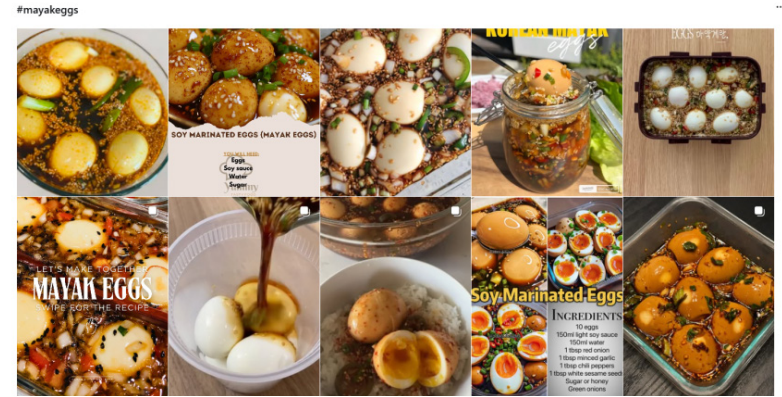 #mayakeggs
KOREAN MAYAK
eggs
EGGS
SOY MARINATED EGGS (MAYAK EGGS)
YOU WILL NEED:
Eggs
Soy sauce
Water
Sugar
Yummy
LET'S MAKE TOGETHER
MAYAK EGGS
SWIPE FOR THE RECIPE
Soy Marinated Eggs
INGREDIENTS
10 eggs
150ml light soy sauce
150ml water
1 tbsp red onion
1 tbsp minced garlic
1 tbsp chili peppers
1 tbsp white sesame seed
Sugar or honey
Green onions